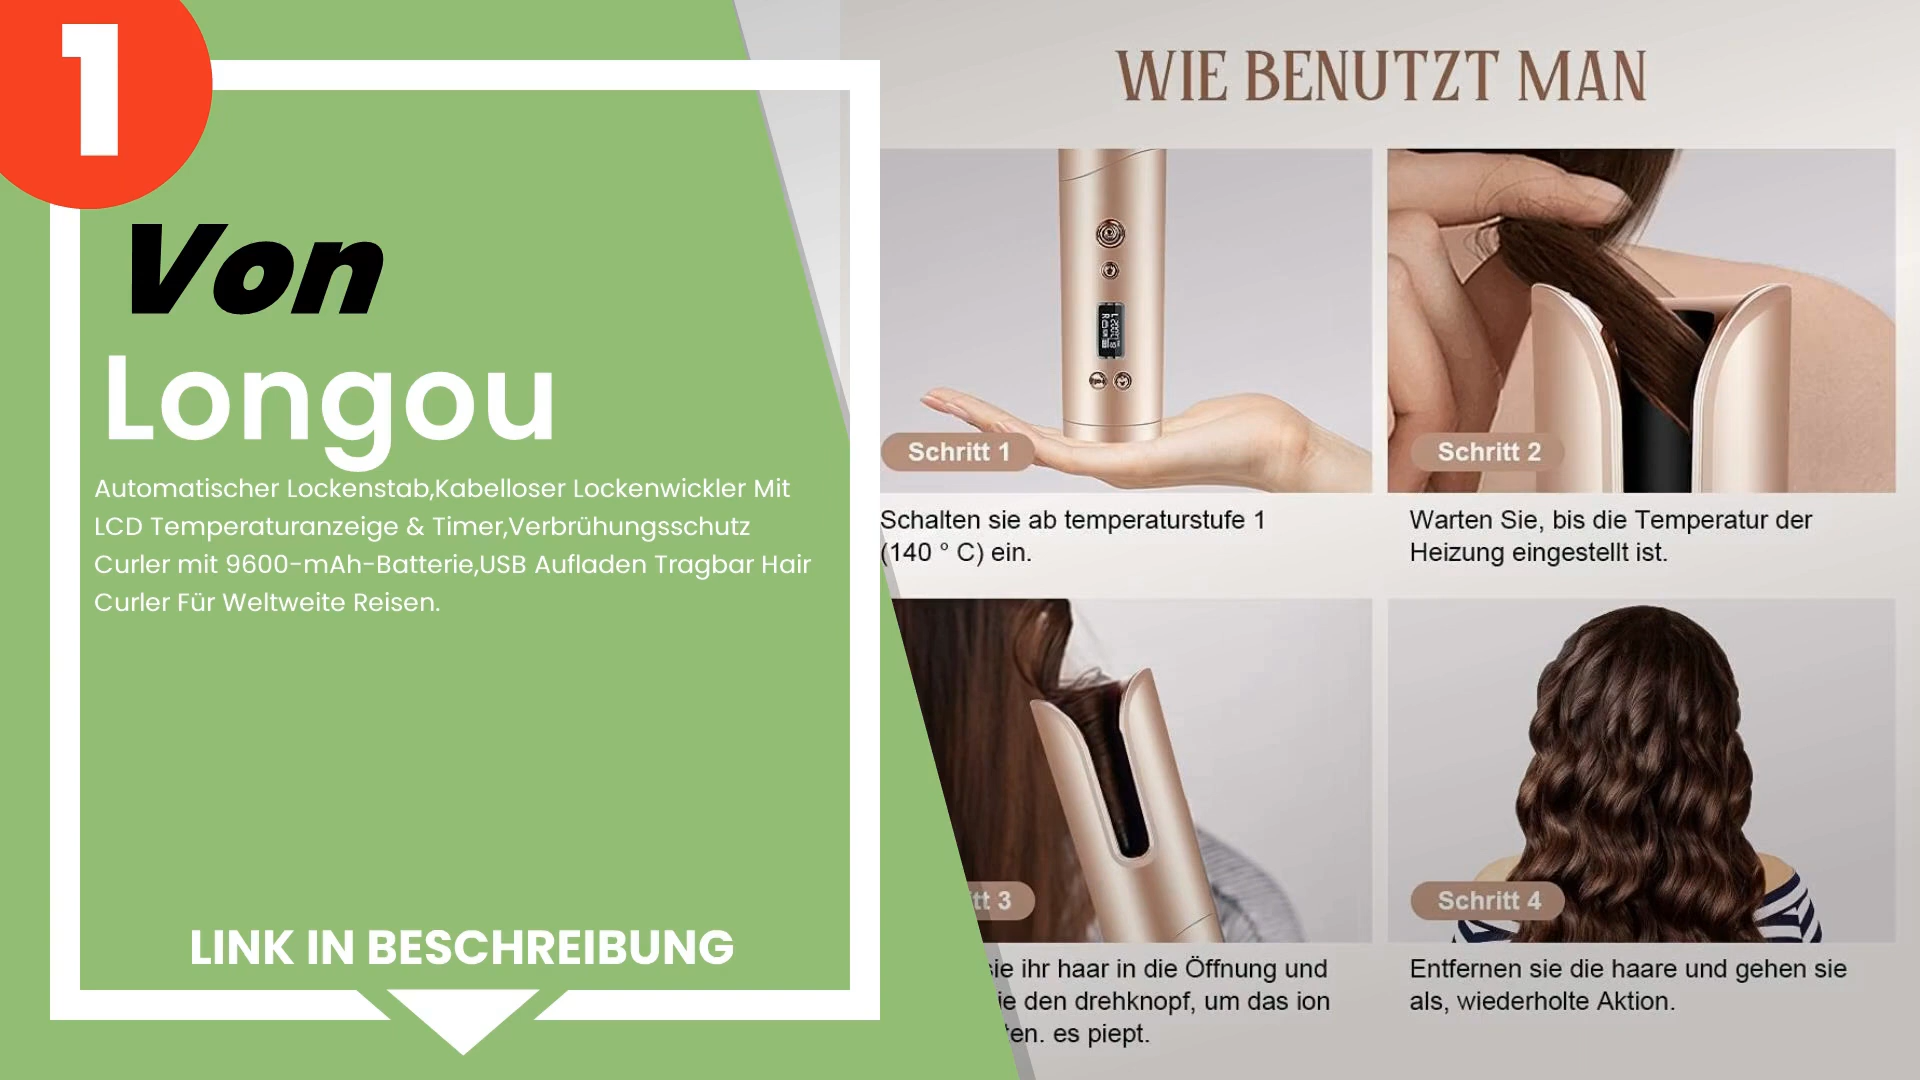 1
Von
Longou
Automatischer Lockenstab,Kabelloser Lockenwickler Mit
LCD Temperaturanzeige & Timer,Verbrühungsschutz
Curler mit 9600-mAh-Batterie,USB Aufladen Tragbar Hair
Curler Für Weltweite Reisen.
LINK IN BESCHREIBUNG
WIE BENUTZT MAN
Schritt 1
Schalten sie ab temperaturstufe 1
(140 ° C) ein.
Schritt 2
Warten Sie, bis die Temperatur der
Heizung eingestellt ist.
3
ihr haar in die Öffnung und
den drehknopf, um das ion
es piept.
Schritt 4
Entfernen sie die haare und gehen sie
als, wiederholte Aktion.